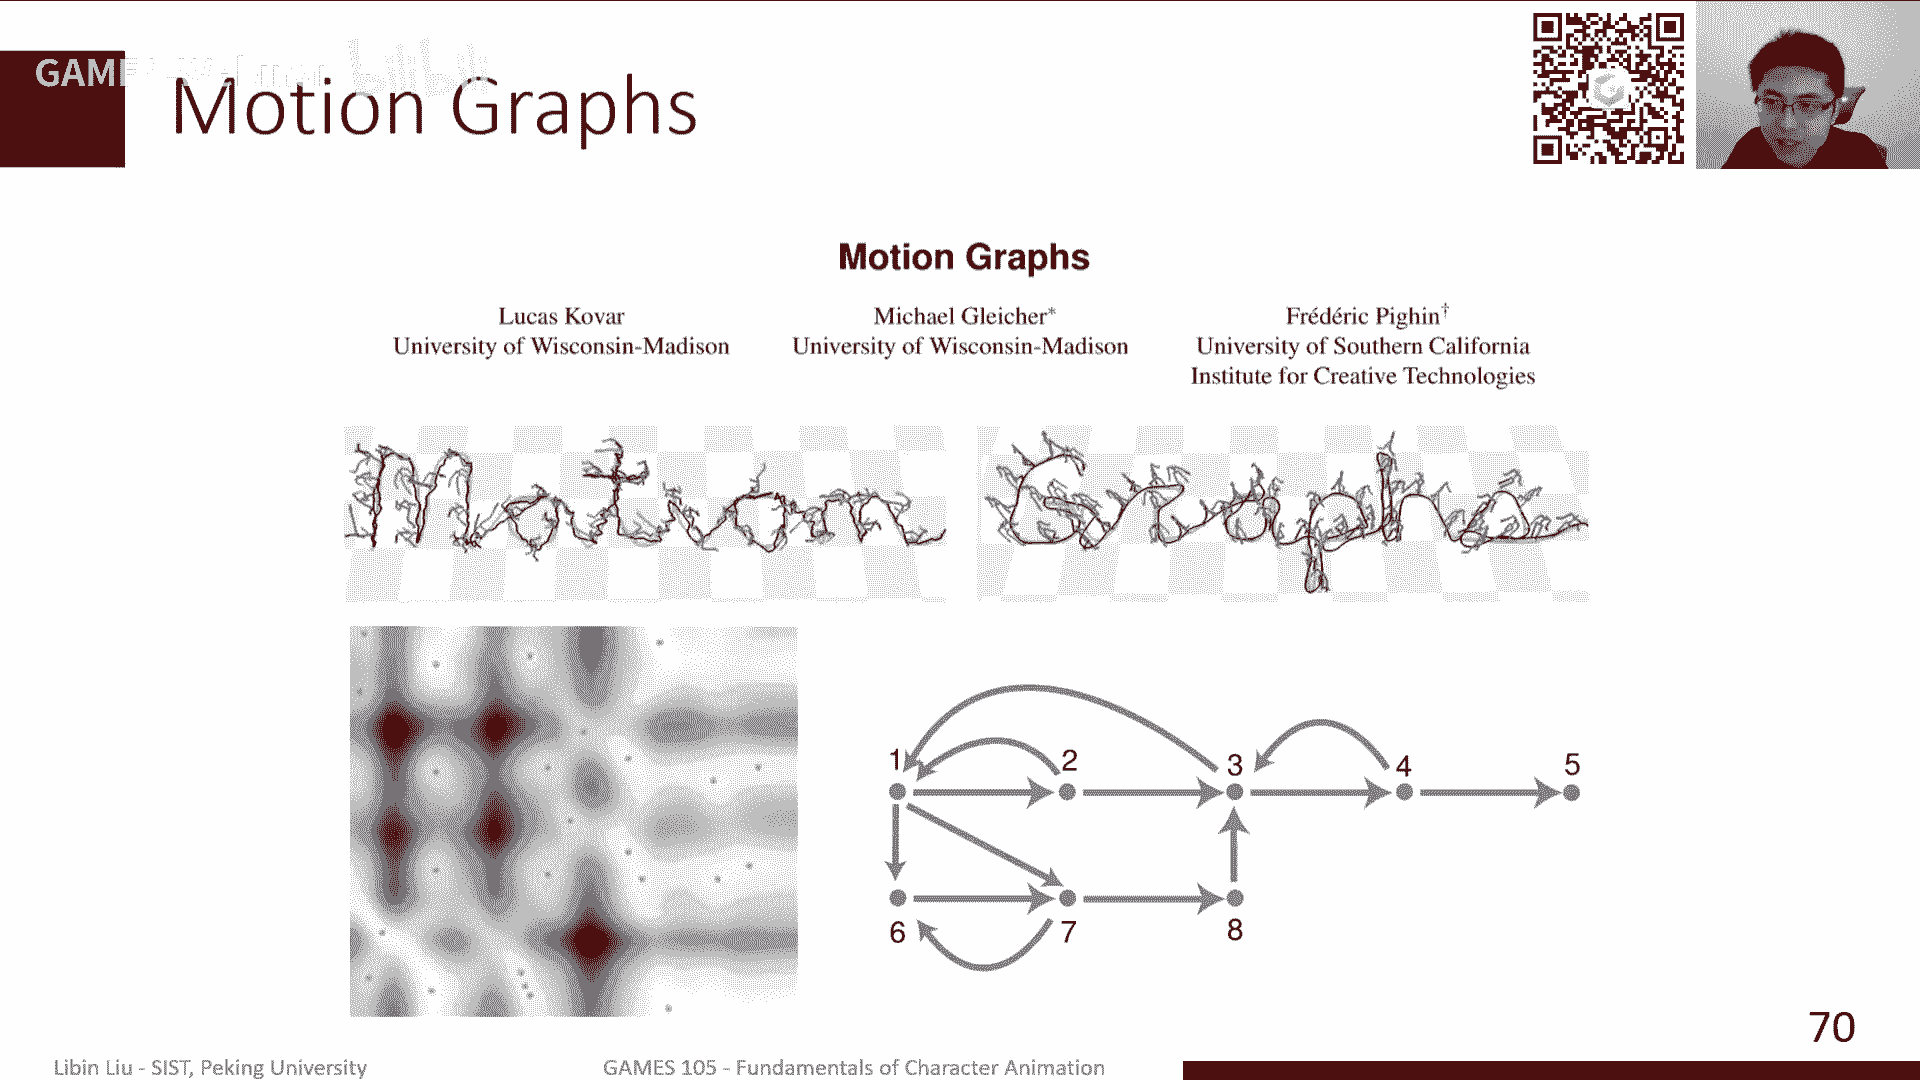 Motion Graphs
Motion Graphs
Lucas Kovar
University of Wisconsin-Madison
Michael Gleicher*
University of Wisconsin-Madison
Frédéric Pighin†
University of Southern California
Institute for Creative Technologies
Motion Graphs
1
2
3
4
5
6
7
8
70
Libin Liu - SIST, Peking University
GAMES 105 - Fundamentals of Character Animation